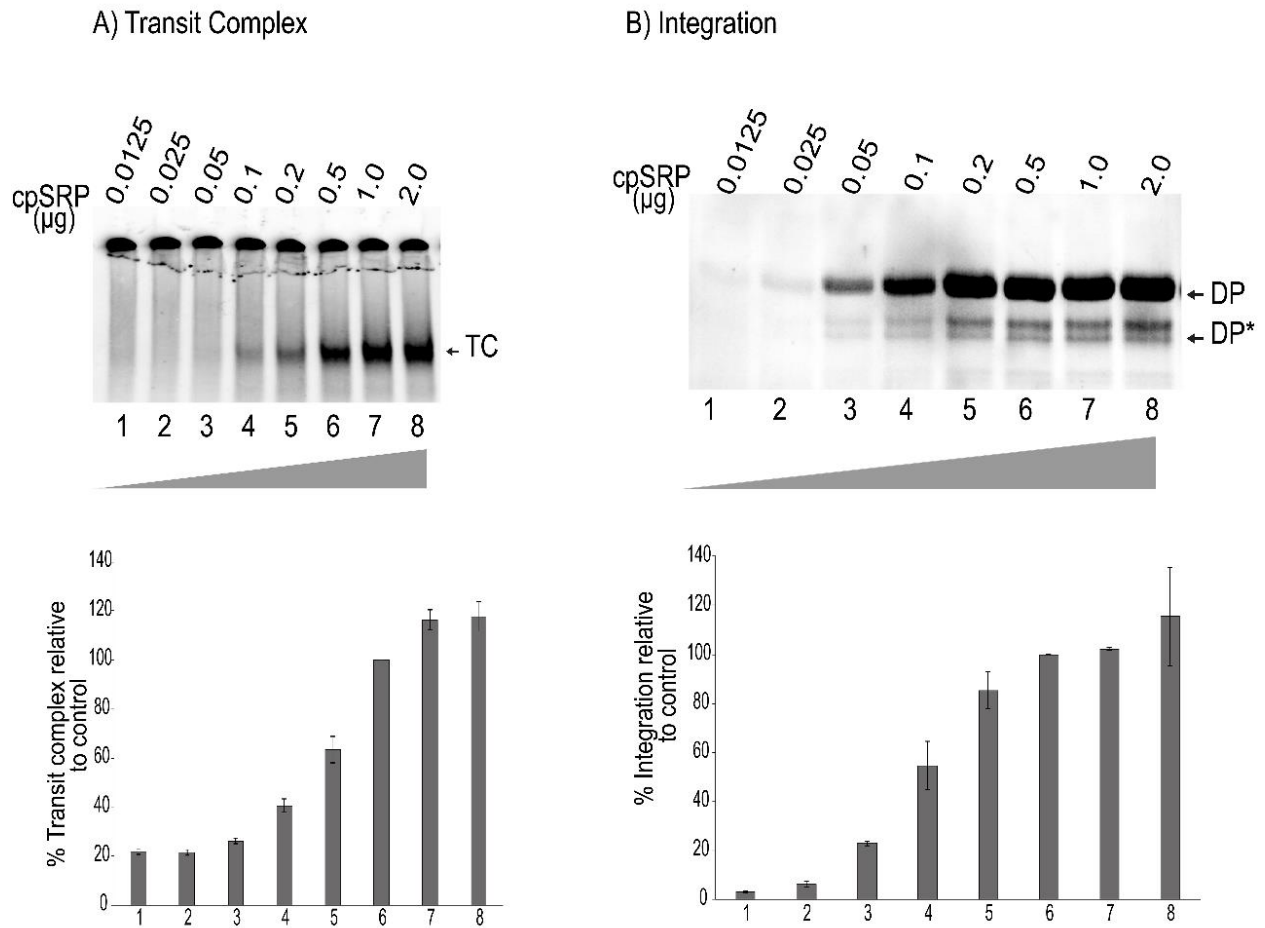 A) Transit Complex
0.0125 0.025 0.05 0.1 0.2 0.5 1.0 2.0
cpSRP
(µg)
← TC
1 2 3 4 5 6 7 8
140
120
100
80
60
40
20
0
% Transit complex relative
to control
1 2 3 4 5 6 7 8
B) Integration
0.0125 0.025 0.05 0.1 0.2 0.5 1.0 2.0
cpSRP
(µg)
← DP
← DP*
1 2 3 4 5 6 7 8
140
120
100
80
60
40
20
0
% Integration relative
to control
1 2 3 4 5 6 7 8